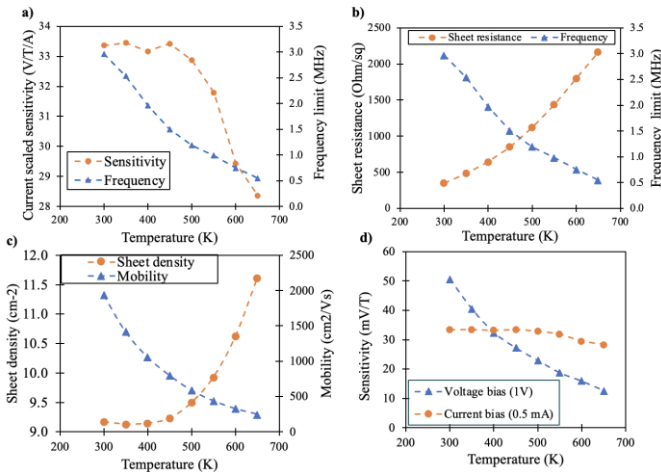 a)
34
33
32
31
30
29
28
3.5
3.0
2.5
2.0
1.5
1.0
0.5
0.0
200 300 400 500 600 700
Current scaled sensitivity (V/T/A)
Frequency limit (MHz)
Sensitivity
Frequency
Temperature (K)
b)
2500
2000
1500
1000
500
0
3.5
3.0
2.5
2.0
1.5
1.0
0.5
0.0
200 300 400 500 600 700
Sheet resistance (Ohm/sq)
Frequency limit (MHz)
Sheet resistance
Frequency
Temperature (K)
c)
12.0
11.5
11.0
10.5
10.0
9.5
9.0
2500
2000
1500
1000
500
0
200 300 400 500 600 700
Sheet density (cm-2)
Mobility (cm2/Vs)
Sheet density
Mobility
Temperature (K)
d)
60
50
40
30
20
10
0
200 300 400 500 600 700
Sensitivity (mV/T)
Voltage bias (1V)
Current bias (0.5 mA)
Temperature (K)